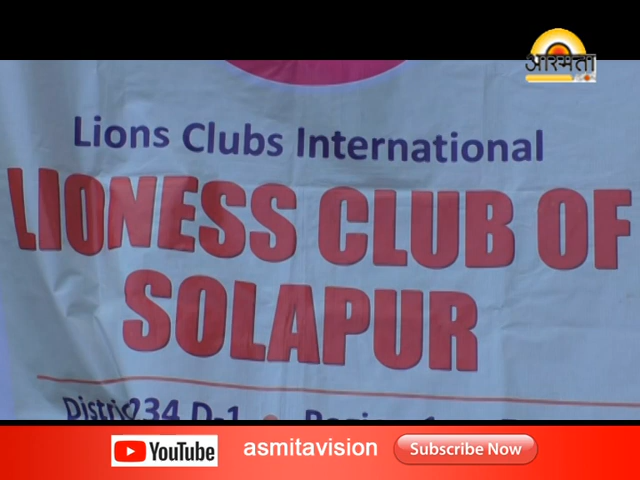 अस्मिता
Lions Clubs International
LIONESS CLUB OF
SOLAPUR
YouTube asmitavision Subscribe Now